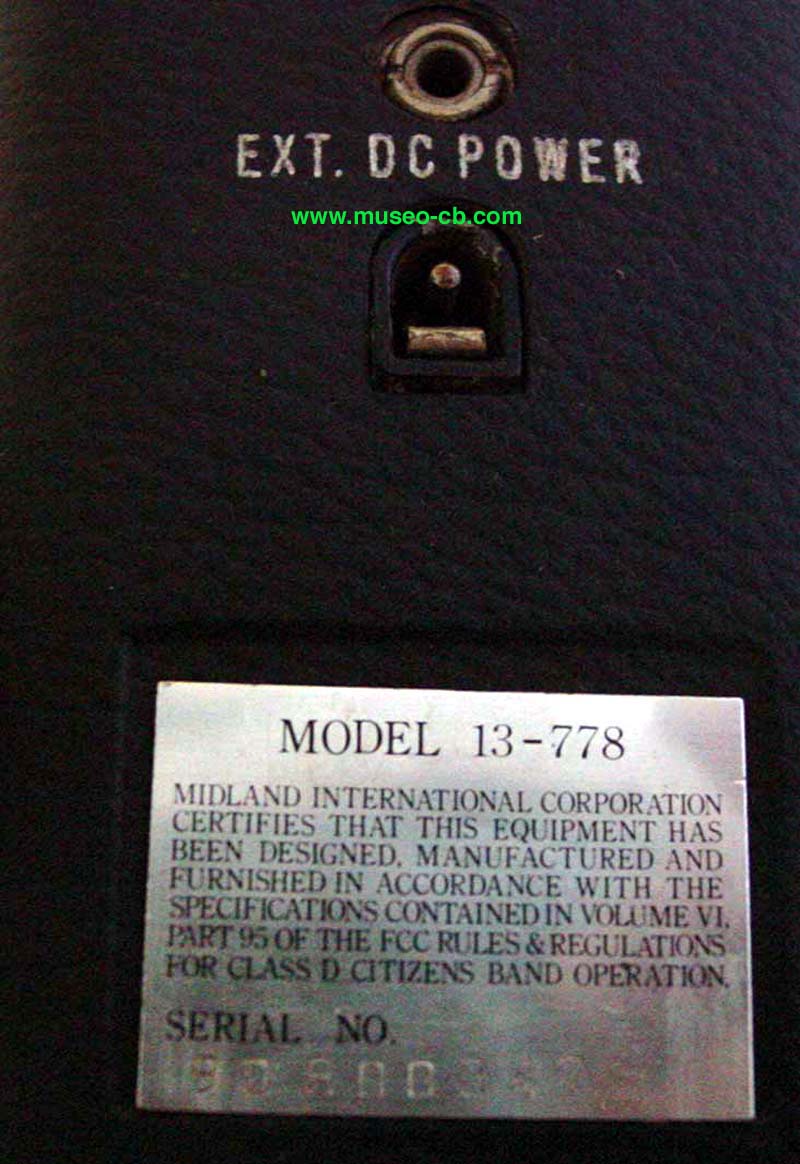 EXT. DC POWER
www.museo-cb.com
MODEL 13-778
MIDLAND INTERNATIONAL CORPORATION
CERTIFIES THAT THIS EQUIPMENT HAS
BEEN DESIGNED, MANUFACTURED AND
FURNISHED IN ACCORDANCE WITH THE
SPECIFICATIONS CONTAINED IN VOLUME VI,
PART 95 OF THE FCC RULES & REGULATIONS
FOR CLASS D CITIZENS BAND OPERATION.
SERIAL NO.